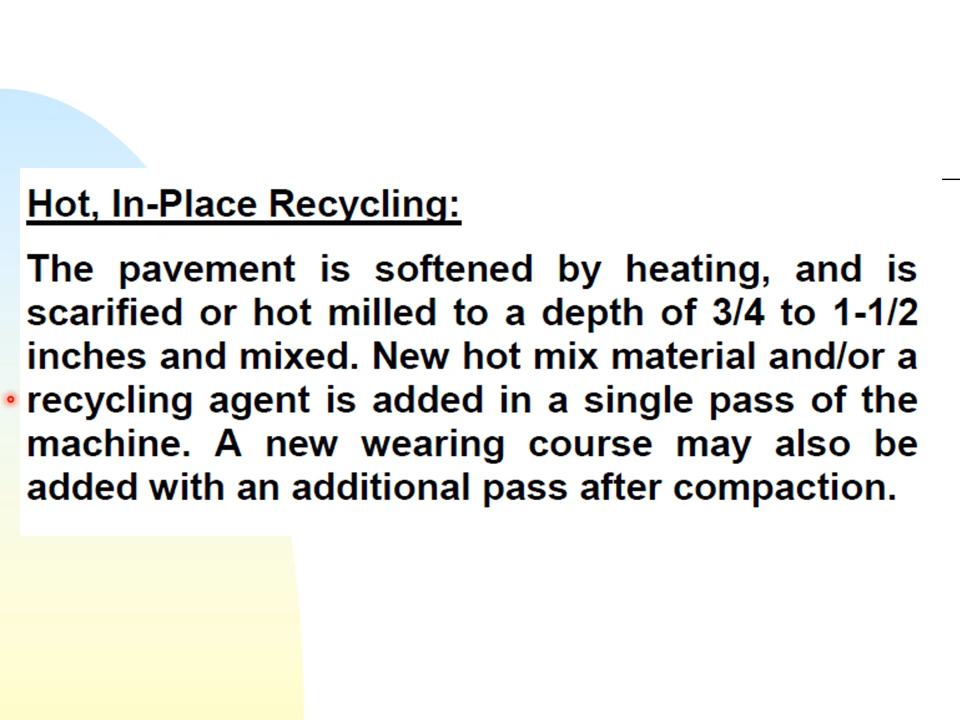 Hot, In-Place Recycling:
The pavement is softened by heating, and is
scarified or hot milled to a depth of 3/4 to 1-1/2
inches and mixed. New hot mix material and/or a
recycling agent is added in a single pass of the
machine. A new wearing course may also be
added with an additional pass after compaction.